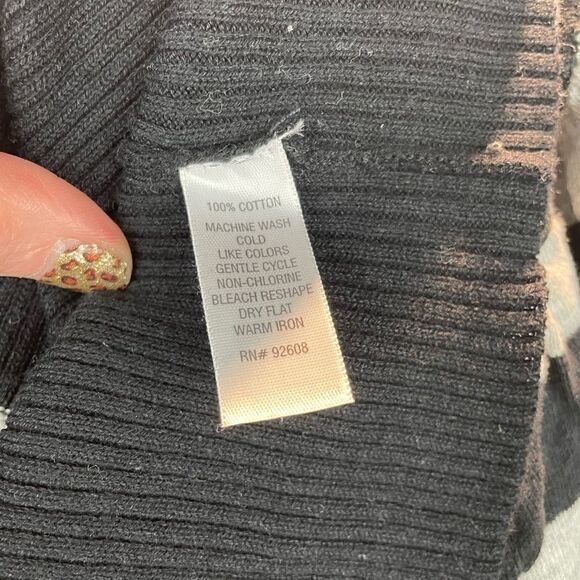 100% COTTON
MACHINE WASH
COLD
LIKE COLORS
GENTLE CYCLE
NON-CHLORINE
BLEACH RESHAPE
DRY FLAT
WARM IRON
RN# 92608